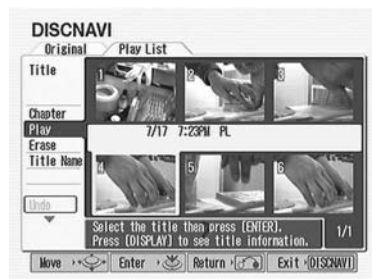 DISCNAVI
Original Play List
Title
1 2 3
Chapter
Play
7/17 7:23PM PL
Erase
Title Name
4 5 6
Undo
Select the title then press [ENTER].
Press [DISPLAY] to see title information.
1/1
Move Enter Return Exit [DISCNAVI]